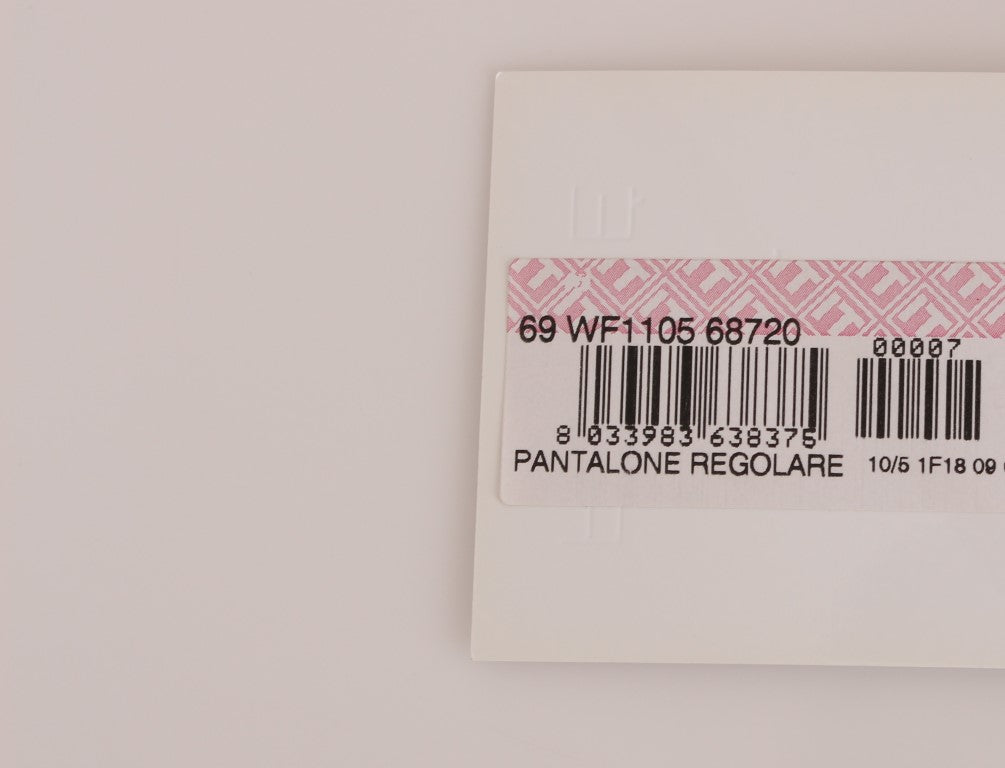 69 WF1105 68720
00007
8 033983 638375
PANTALONE REGOLARE
10/5 1F18 09